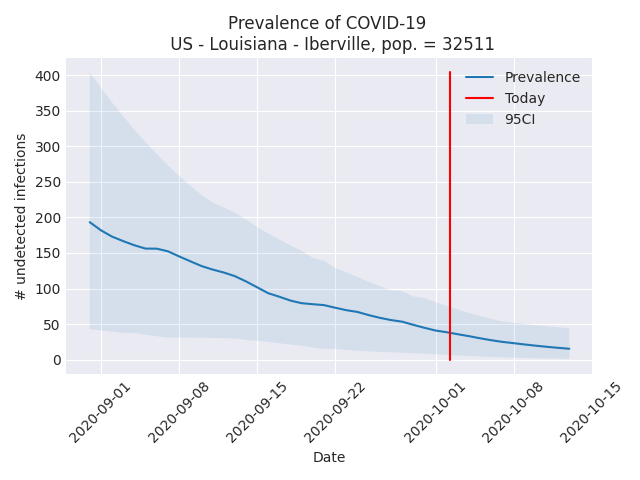 Prevalence of COVID-19
US - Louisiana - Iberville, pop. = 32511
400
350
300
250
200
150
100
50
0
# undetected infections
Prevalence
Today
95CI
2020-09-01
2020-09-08
2020-09-15
2020-09-22
2020-10-01
2020-10-08
2020-10-15
Date